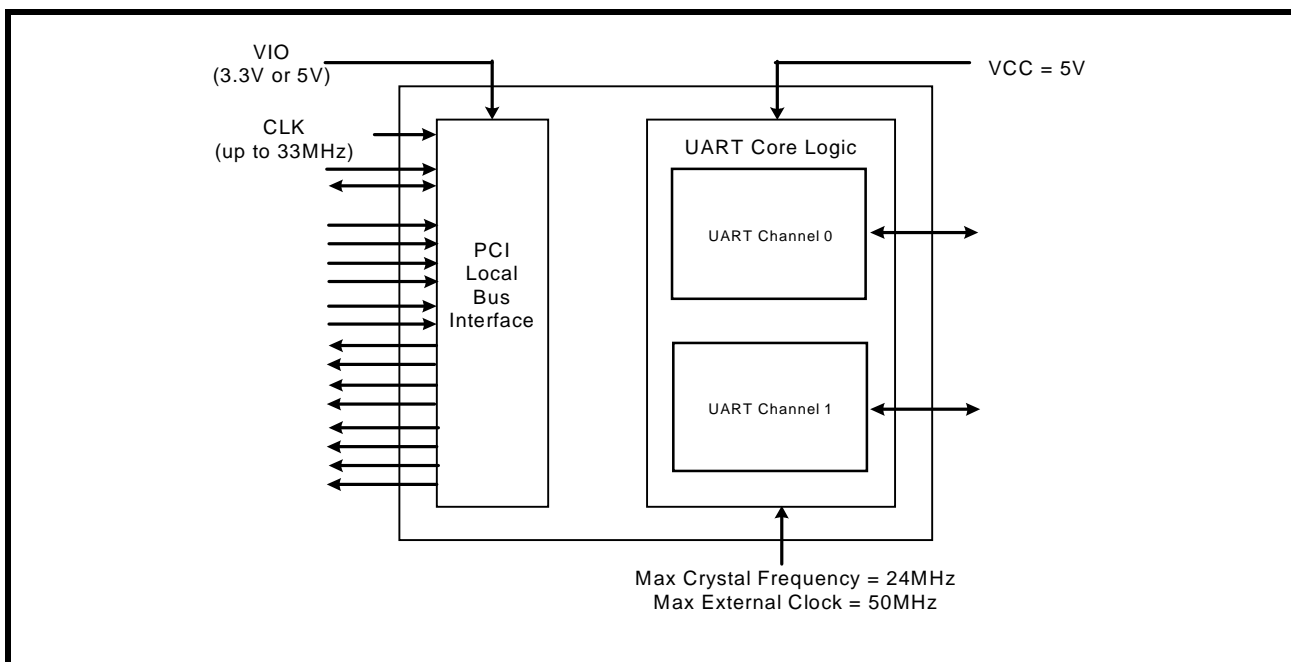 VIO
(3.3V or 5V)
VCC = 5V
CLK
(up to 33MHz)
PCI
Local
Bus
Interface
UART Core Logic
UART Channel 0
UART Channel 1
Max Crystal Frequency = 24MHz
Max External Clock = 50MHz